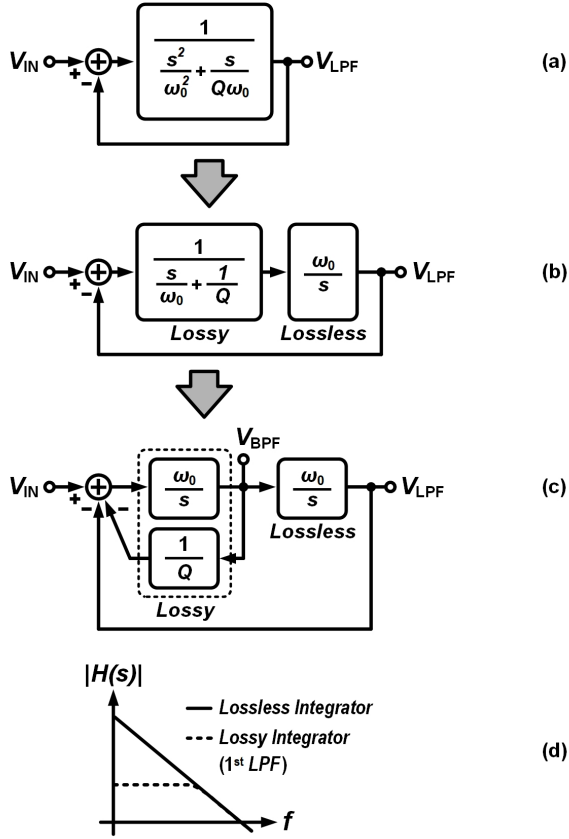 1
V_IN + − s²/ω₀² + s/Qω₀ V_LPF (a)
1
V_IN + − s/ω₀ + 1/Q ω₀/s V_LPF (b)
Lossy Lossless
V_BPF
V_IN + − − ω₀/s ω₀/s V_LPF (c)
Lossless
1/Q
Lossy
|H(s)|
Lossless Integrator
Lossy Integrator
(1st LPF) (d)
f